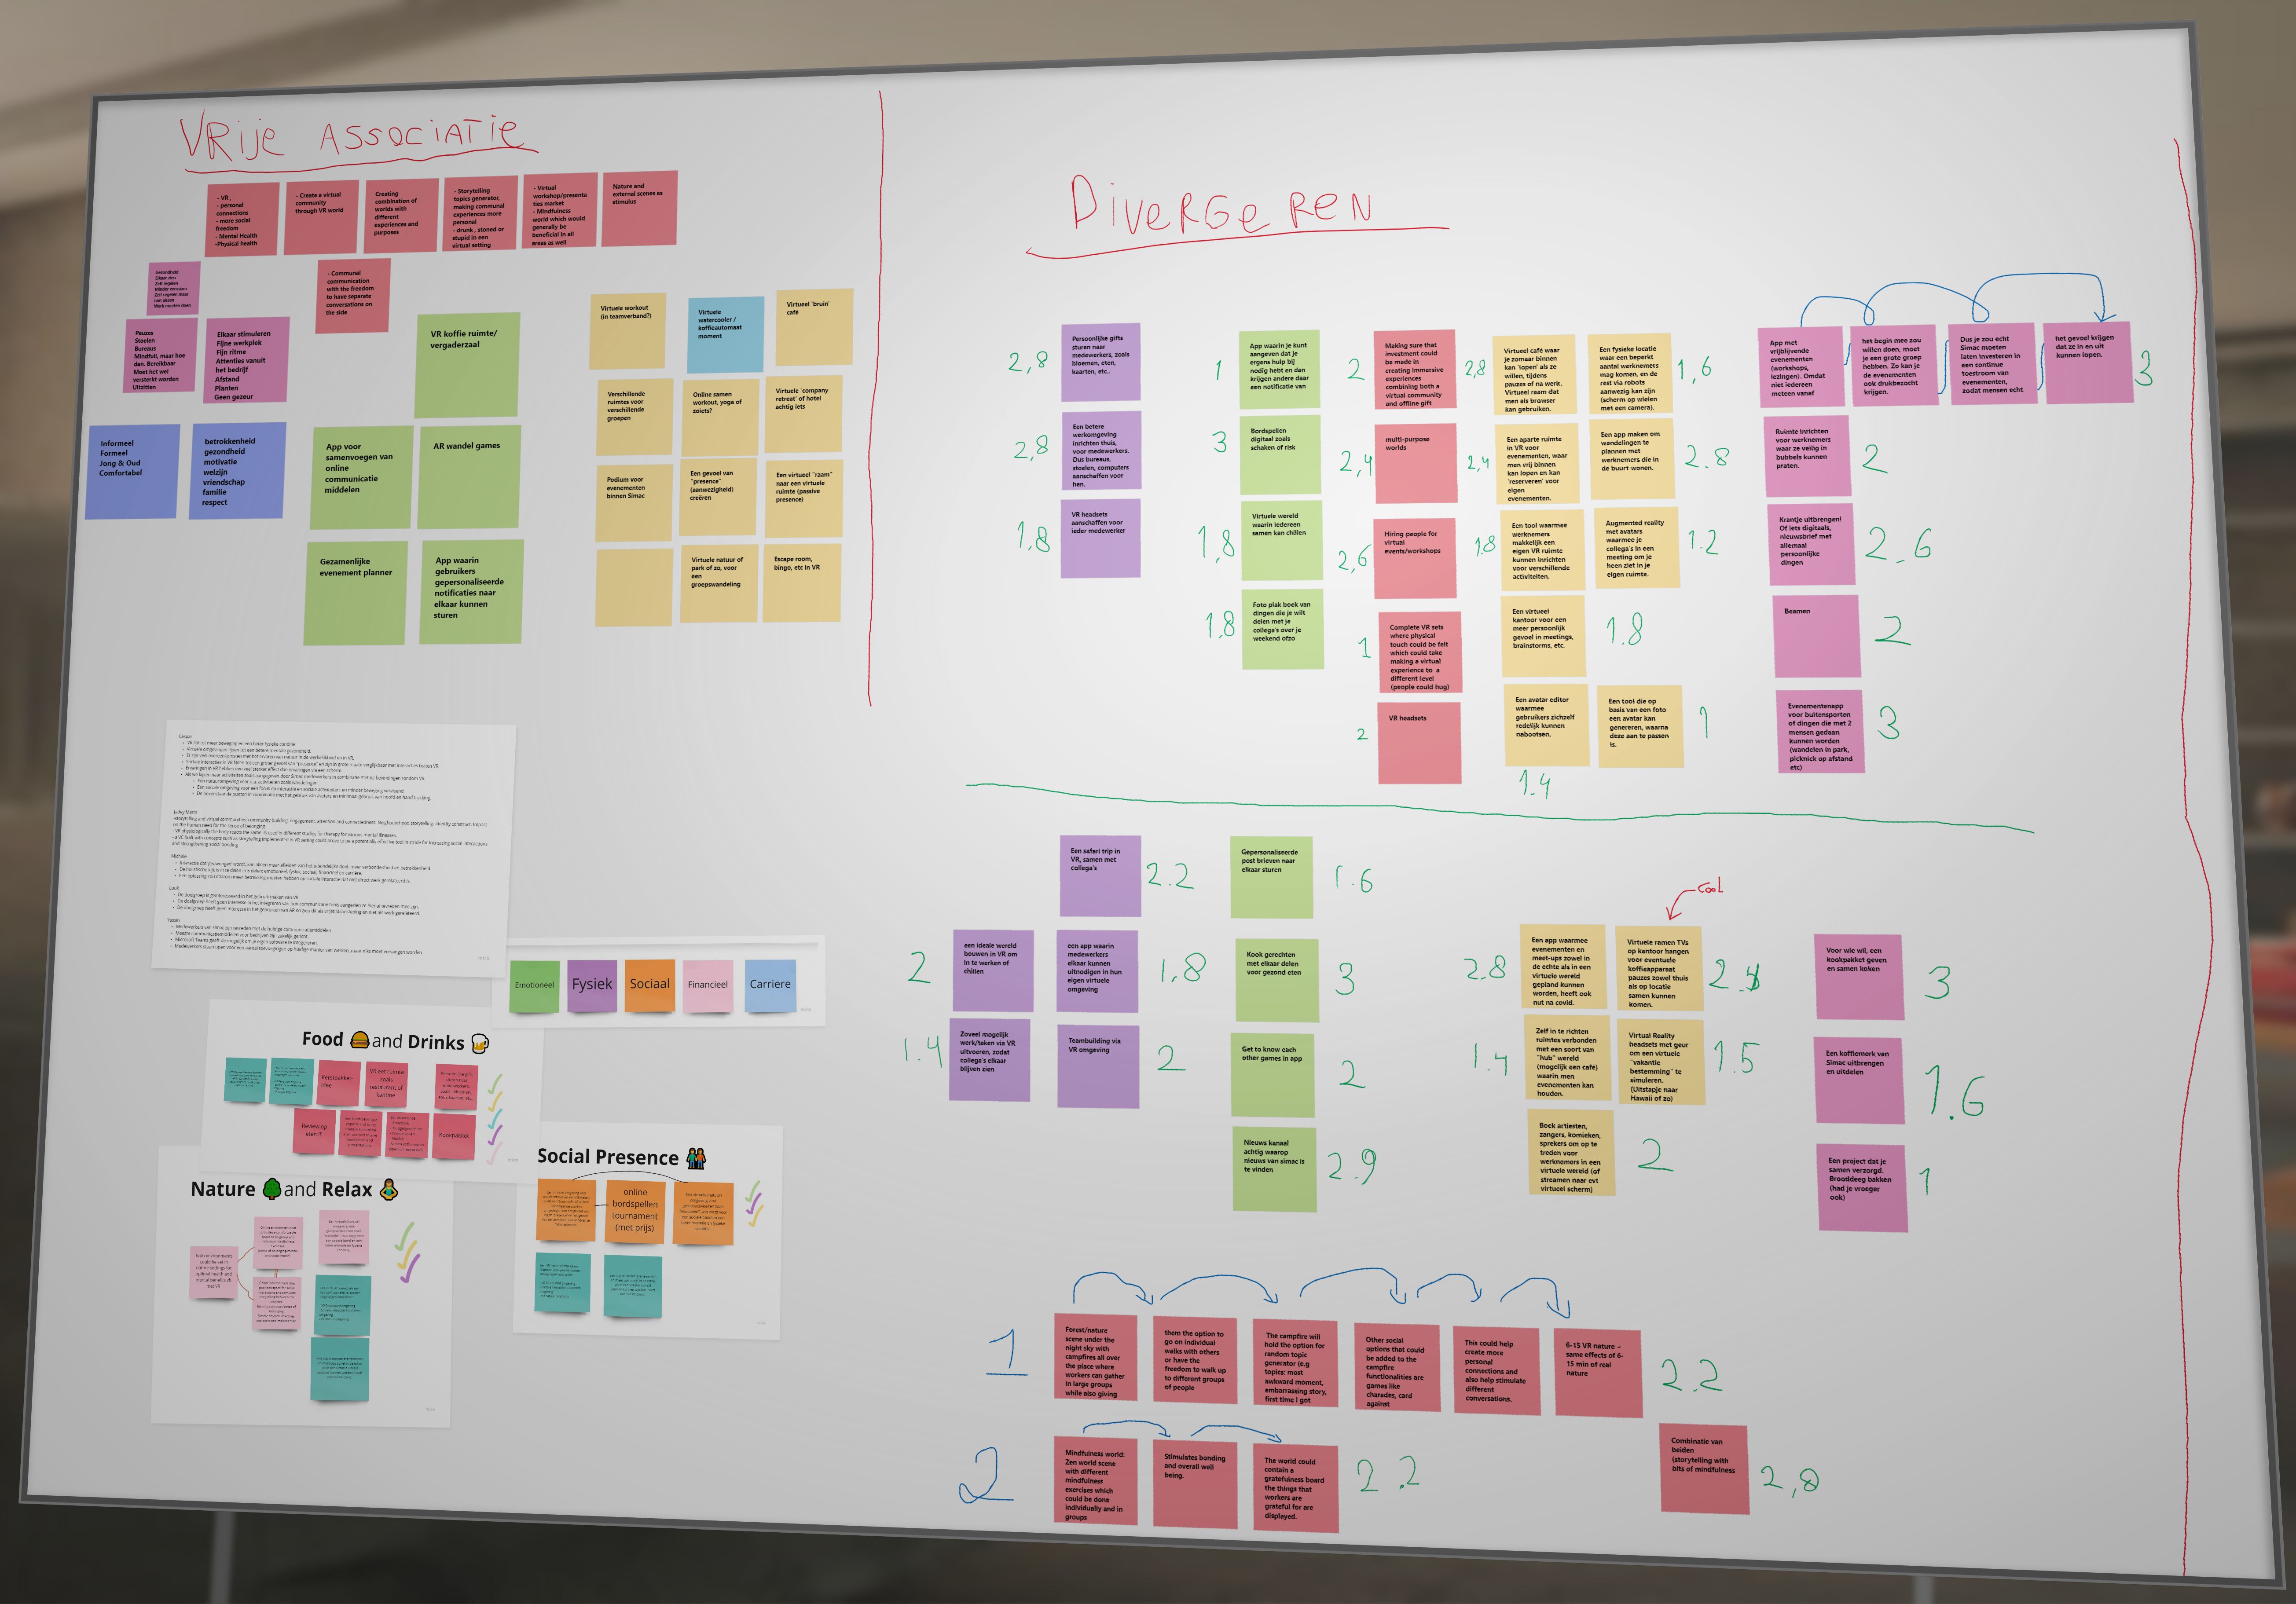 VRije Associatie
- VR ,
- personal
connections
- more social
freedom
- Mental Health
-Physical health
- Create a virtual
community
through VR world
Creating
combination of
worlds with
different
experiences and
purposes
- Storytelling
topics generator,
making communal
experiences more
personal
- drunk , stoned or
stupid in een
virtual setting
- Virtual
workshop/presenta
ties market
- Mindfulness
world which would
generally be
beneficial in all
areas as well
Nature and
external scenes as
stimulus
Gezondheid
Elkaar zien
Zelf regelen
Minder eenzaam
Zelf regelen maar
niet alleen
Werk moeten doen
- Communal
communication
with the freedom
to have separate
conversations on
the side
Pauzes
Stoelen
Bureaus
Mindfull, maar hoe
dan. Bereikbaar
Moet het wel
versterkt worden
Uitzitten
Elkaar stimuleren
Fijne werkplek
Fijn ritme
Attenties vanuit
het bedrijf
Afstand
Planten
Geen gezeur
VR koffie ruimte/
vergaderzaal
Virtuele workout
(in teamverband?)
Virtuele
watercooler /
koffieautomaat
moment
Virtueel 'bruin'
café
Informeel
Formeel
Jong & Oud
Comfortabel
betrokkenheid
gezondheid
motivatie
welzijn
vriendschap
familie
respect
App voor
samenvoegen van
online
communicatie
middelen
AR wandel games
Verschillende
ruimtes voor
verschillende
groepen
Online samen
workout, yoga of
zoiets?
Virtuele 'company
retreat' of hotel
achtig iets
Podium voor
evenementen
binnen Simac
Een gevoel van
"presence"
(aanwezigheid)
creëren
Een virtueel "raam"
naar een virtuele
ruimte (passive
presence)
Gezamenlijke
evenement planner
App waarin
gebruikers
gepersonaliseerde
notificaties naar
elkaar kunnen
sturen
Virtuele natuur of
park of zo, voor
een
groepswandeling
Escape room,
bingo, etc in VR
Emotioneel
Fysiek
Sociaal
Financieel
Carriere
Food and Drinks
Kerstpakket-
idee
VR eet ruimte
zoals
restaurant of
kantine
Review op
eten !?
Kookpakket
Nature and Relax
Both environments
could be set in
nature settings for
optimal health and
mental benefits ob
met VR
Social Presence
online
bordspellen
tournament
(met prijs)
Divergeren
2,8
Persoonlijke gifts
sturen naar
medewerkers, zoals
bloemen, eten,
kaarten, etc..
1
App waarin je kunt
aangeven dat je
ergens hulp bij
nodig hebt en dan
krijgen andere daar
een notificatie van
2
Making sure that
investment could
be made in
creating immersive
experiences
combining both a
virtual community
and offline gift
2,8
Virtueel café waar
je zomaar binnen
kan 'lopen' als ze
willen, tijdens
pauzes of na werk.
Virtueel raam dat
men als browser
kan gebruiken.
Een fysieke locatie
waar een beperkt
aantal werknemers
mag komen, en de
rest via robots
aanwezig kan zijn
(scherm op wielen
met een camera).
1,6
App met
vrijblijvende
evenementen
(workshops,
lezingen). Omdat
niet iedereen
meteen vanaf
het begin mee zou
willen doen, moet
je een grote groep
hebben. Zo kan je
de evenementen
ook drukbezocht
krijgen.
Dus je zou echt
Simac moeten
laten investeren in
een continue
toestroom van
evenementen,
zodat mensen echt
het gevoel krijgen
dat ze in en uit
kunnen lopen.
3
2,8
Een betere
werkomgeving
inrichten thuis,
voor medewerkers.
Dus bureaus,
stoelen, computers
aanschaffen voor
hen.
3
Bordspellen
digitaal zoals
schaken of risk
2,4
multi-purpose
worlds
2,4
Een aparte ruimte
in VR voor
evenementen, waar
men vrij binnen
kan lopen en kan
'reserveren' voor
eigen
evenementen.
Een app maken om
wandelingen te
plannen met
werknemers die in
de buurt wonen.
2.8
Ruimte inrichten
voor werknemers
waar ze veilig in
bubbels kunnen
praten.
2
1,8
VR headsets
aanschaffen voor
ieder medewerker
1,8
Virtuele wereld
waarin iedereen
samen kan chillen
2,6
Hiring people for
virtual
events/workshops
1.8
Een tool waarmee
werknemers
makkelijk een
eigen VR ruimte
kunnen inrichten
voor verschillende
activiteiten.
Augmented reality
met avatars
waarmee je
collega's in een
meeting om je
heen ziet in je
eigen ruimte.
1.2
Krantje uitbrengen!
Of iets digitaals,
nieuwsbrief met
allemaal
persoonlijke
dingen
2.6
1,8
Foto plak boek van
dingen die je wilt
delen met je
collega's over je
weekend ofzo
1
Complete VR sets
where physical
touch could be felt
which could take
making a virtual
experience to a
different level
(people could hug)
Een virtueel
kantoor voor een
meer persoonlijk
gevoel in meetings,
brainstorms, etc.
1.8
Beamen
2
2
VR headsets
Een avatar editor
waarmee
gebruikers zichzelf
redelijk kunnen
nabootsen.
1.4
Een tool die op
basis van een foto
een avatar kan
genereren, waarna
deze aan te passen
is.
1
Evenementenapp
voor buitensporten
of dingen die met 2
mensen gedaan
kunnen worden
(wandelen in park,
picknick op afstand
etc)
3
Een safari trip in
VR, samen met
collega's
2.2
Gepersonaliseerde
post brieven naar
elkaar sturen
1.6
cool
2
een ideale wereld
bouwen in VR om
in te werken of
chillen
een app waarin
medewerkers
elkaar kunnen
uitnodigen in hun
eigen virtuele
omgeving
1,8
Kook gerechten
met elkaar delen
voor gezond eten
3
2.8
Een app waarmee
evenementen en
meet-ups zowel in
de echte als in een
virtuele wereld
gepland kunnen
worden, heeft ook
nut na covid.
Virtuele ramen TVs
op kantoor hangen
voor eventuele
koffieapparaat
pauzes zowel thuis
als op locatie
samen kunnen
komen.
Voor wie wil, een
kookpakket geven
en samen koken
3
1.4
Zoveel mogelijk
werk/taken via VR
uitvoeren, zodat
collega's elkaar
blijven zien
Teambuilding via
VR omgeving
2
Get to know each
other games in app
2
1.4
Zelf in te richten
ruimtes verbonden
met een soort van
"hub" wereld
(mogelijk een café)
waarin men
evenementen kan
houden.
Virtual Reality
headsets met geur
om een virtuele
"vakantie
bestemming" te
simuleren.
(Uitstapje naar
Hawaii of zo)
1.5
Een koffiemerk van
Simac uitbrengen
en uitdelen
1.6
Nieuws kanaal
achtig waarop
nieuws van simac is
te vinden
2.9
Boek artiesten,
zangers, komieken,
sprekers om op te
treden voor
werknemers in een
virtuele wereld (of
streamen naar evt
virtueel scherm)
2
Een project dat je
samen verzorgd.
Brooddeeg bakken
(had je vroeger
ook)
1
1
Forest/nature
scene under the
night sky with
campfires all over
the place where
workers can gather
in large groups
while also giving
them the option to
go on individual
walks with others
or have the
freedom to walk up
to different groups
of people
The campfire will
hold the option for
random topic
generator (e.g
topics: most
awkward moment,
embarrassing story,
first time I got
Other social
options that could
be added to the
campfire
functionalities are
games like
charades, card
against
This could help
create more
personal
connections and
also help stimulate
different
conversations.
6-15 VR nature =
same effects of 6-
15 min of real
nature
2.2
2
Mindfulness world:
Zen world scene
with different
mindfulness
exercises which
could be done
individually and in
groups
Stimulates bonding
and overall well
being.
The world could
contain a
gratefulness board
the things that
workers are
grateful for are
displayed.
2.2
Combinatie van
beiden
(storytelling with
bits of mindfulness
2,8